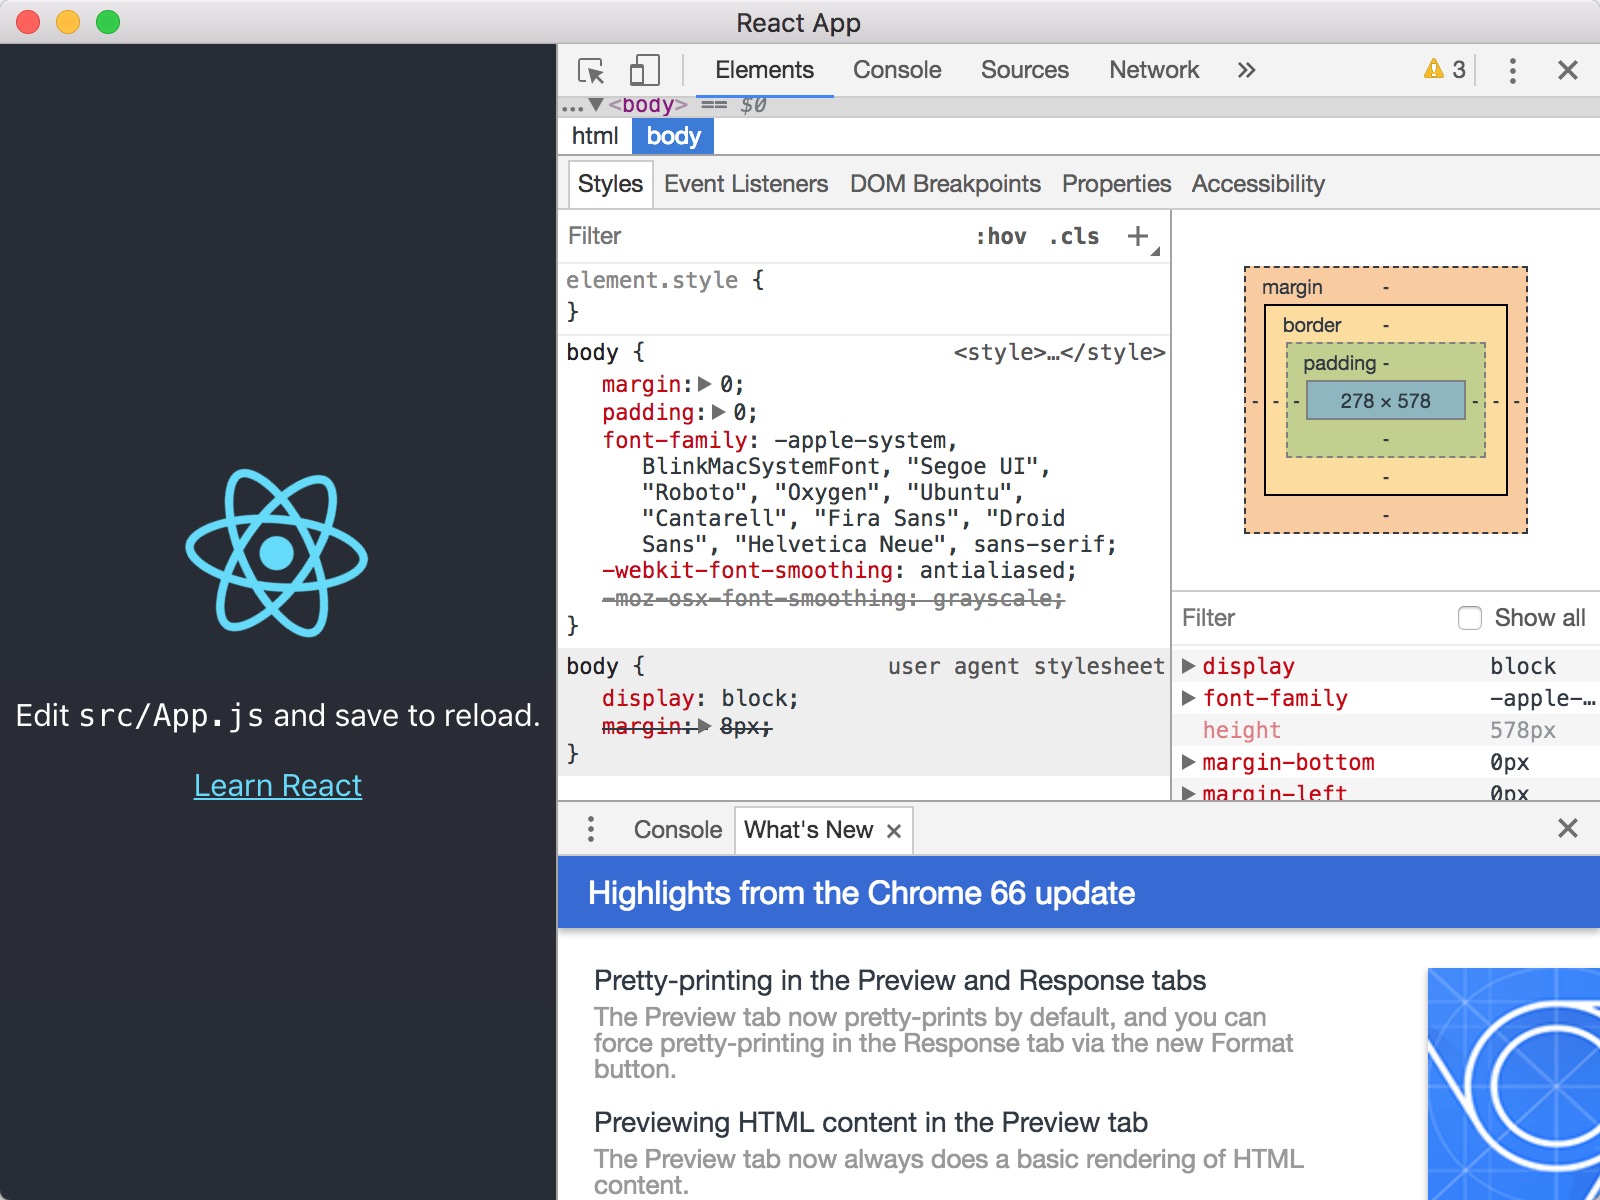 React App
Edit src/App.js and save to reload.
Learn React
Elements Console Sources Network » 3
…▼<body> == $0
html body
Styles Event Listeners DOM Breakpoints Properties Accessibility
Filter :hov .cls +
element.style {
}
body { <style>…</style>
margin:▶ 0;
padding:▶ 0;
font-family: -apple-system,
BlinkMacSystemFont, "Segoe UI",
"Roboto", "Oxygen", "Ubuntu",
"Cantarell", "Fira Sans", "Droid
Sans", "Helvetica Neue", sans-serif;
-webkit-font-smoothing: antialiased;
-moz-osx-font-smoothing: grayscale;
}
body { user agent stylesheet
display: block;
margin:▶ 8px;
}
margin -
border -
padding -
- - - 278 × 578 - - -
-
-
-
Filter Show all
▶ display block
▶ font-family -apple-…
height 578px
▶ margin-bottom 0px
▶ margin-left 0px
Console What's New ×
Highlights from the Chrome 66 update
Pretty-printing in the Preview and Response tabs
The Preview tab now pretty-prints by default, and you can
force pretty-printing in the Response tab via the new Format
button.
Previewing HTML content in the Preview tab
The Preview tab now always does a basic rendering of HTML
content.